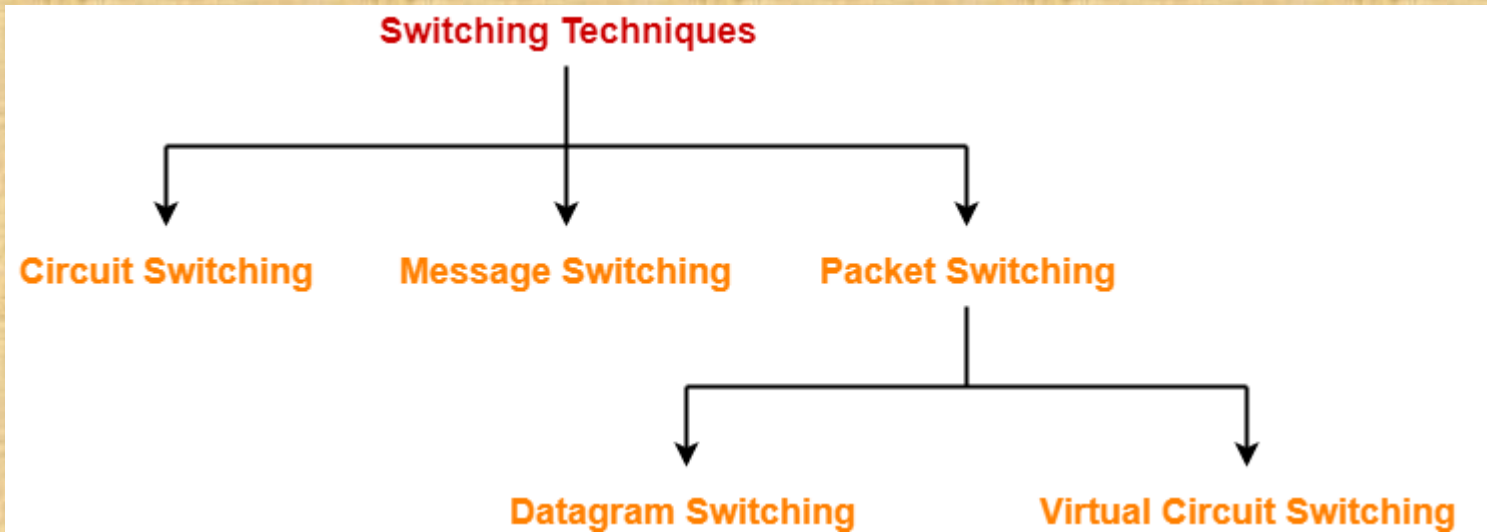 Switching Techniques
Circuit Switching
Message Switching
Packet Switching
Datagram Switching
Virtual Circuit Switching